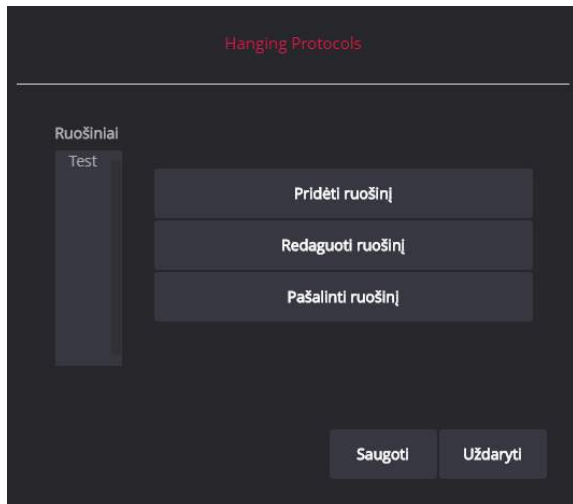 Hanging Protocols
Ruošiniai
Test
Pridėti ruošinį
Redaguoti ruošinį
Pašalinti ruošinį
Saugoti
Uždaryti